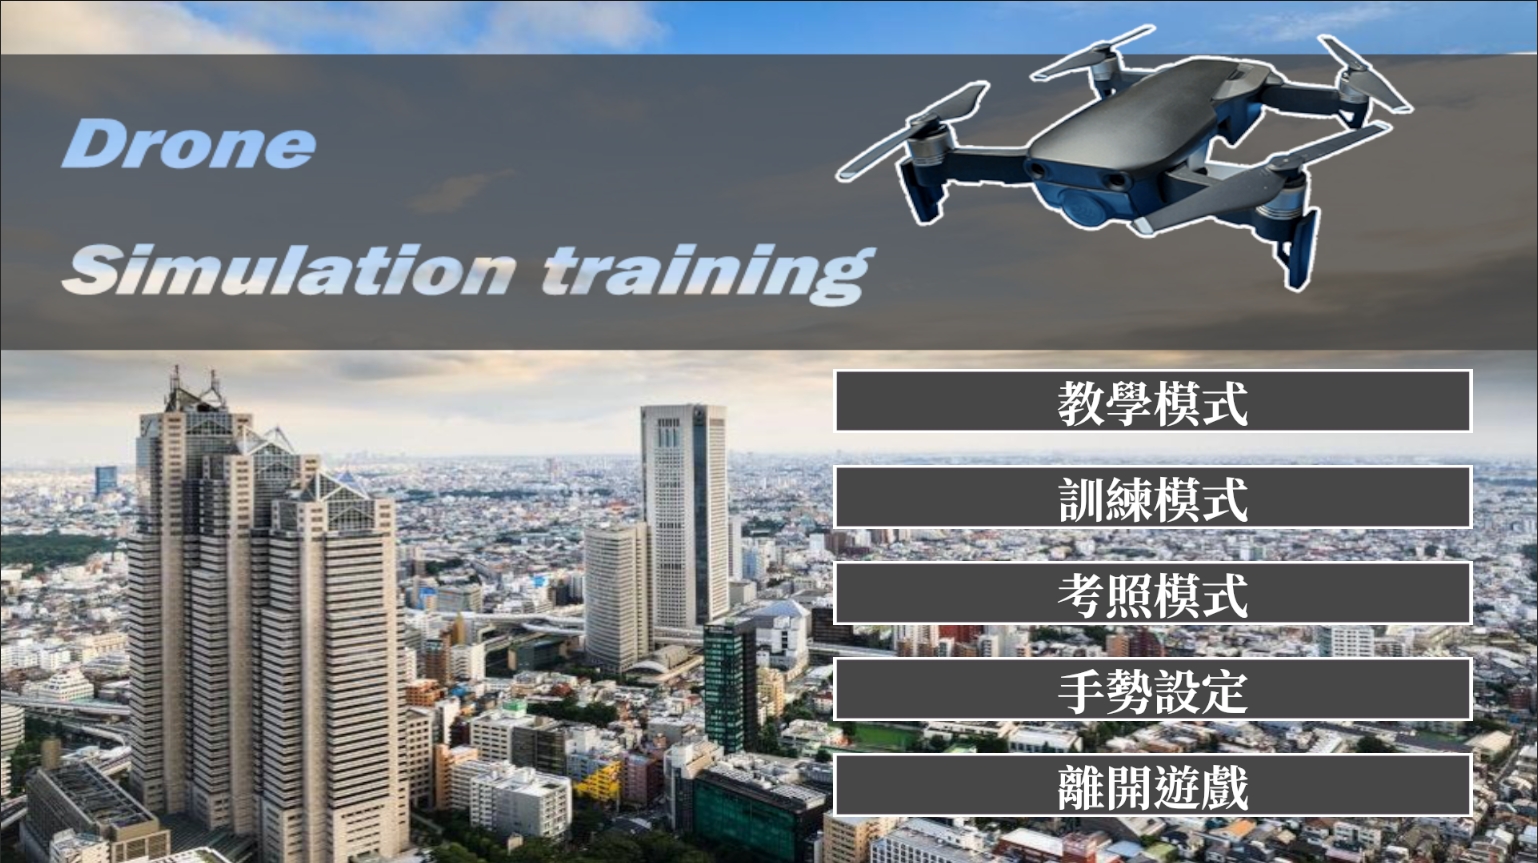 Drone
Simulation training
教學模式
訓練模式
考照模式
手勢設定
離開遊戲